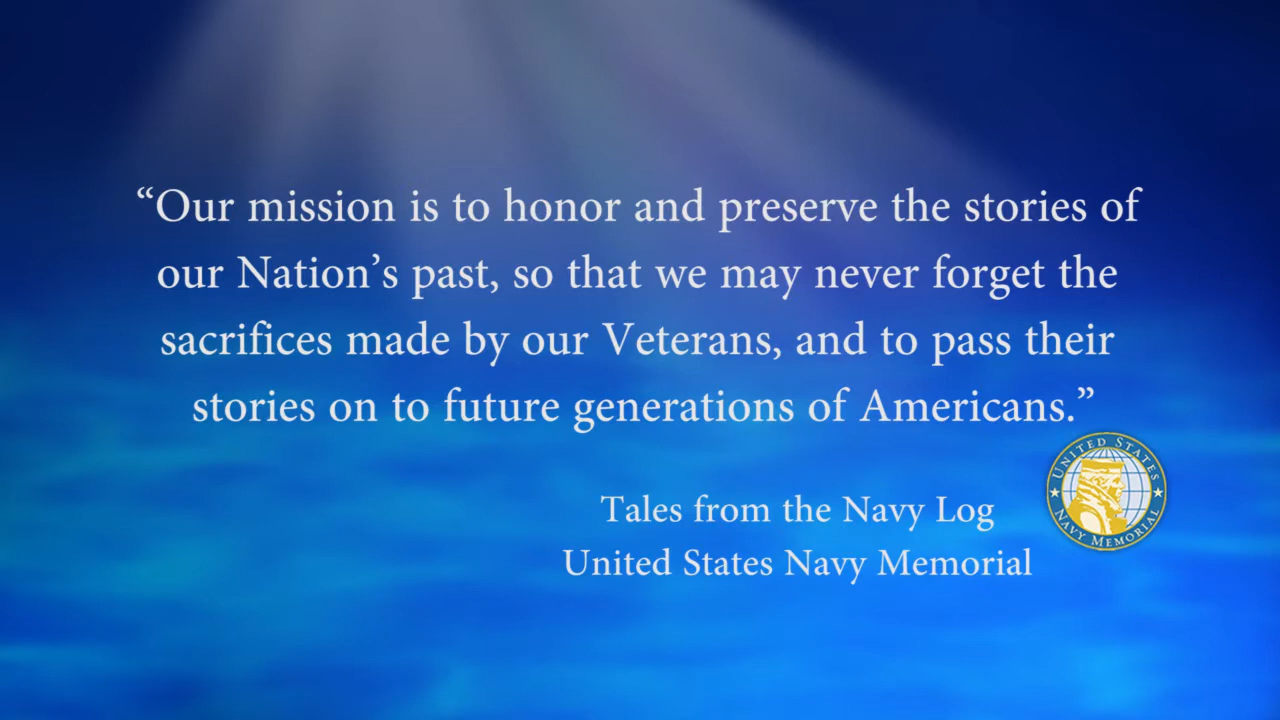 “Our mission is to honor and preserve the stories of
our Nation’s past, so that we may never forget the
sacrifices made by our Veterans, and to pass their
stories on to future generations of Americans.”
Tales from the Navy Log
United States Navy Memorial
UNITED STATES
NAVY MEMORIAL